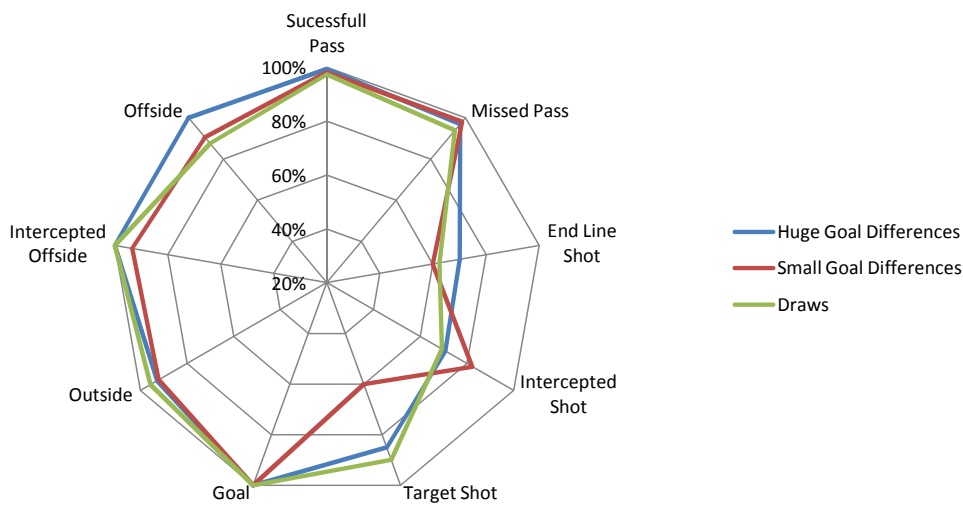 Sucessfull
Pass
100%
80%
60%
40%
20%
Missed Pass
End Line
Shot
Intercepted
Shot
Target Shot
Goal
Outside
Intercepted
Offside
Offside
Huge Goal Differences
Small Goal Differences
Draws